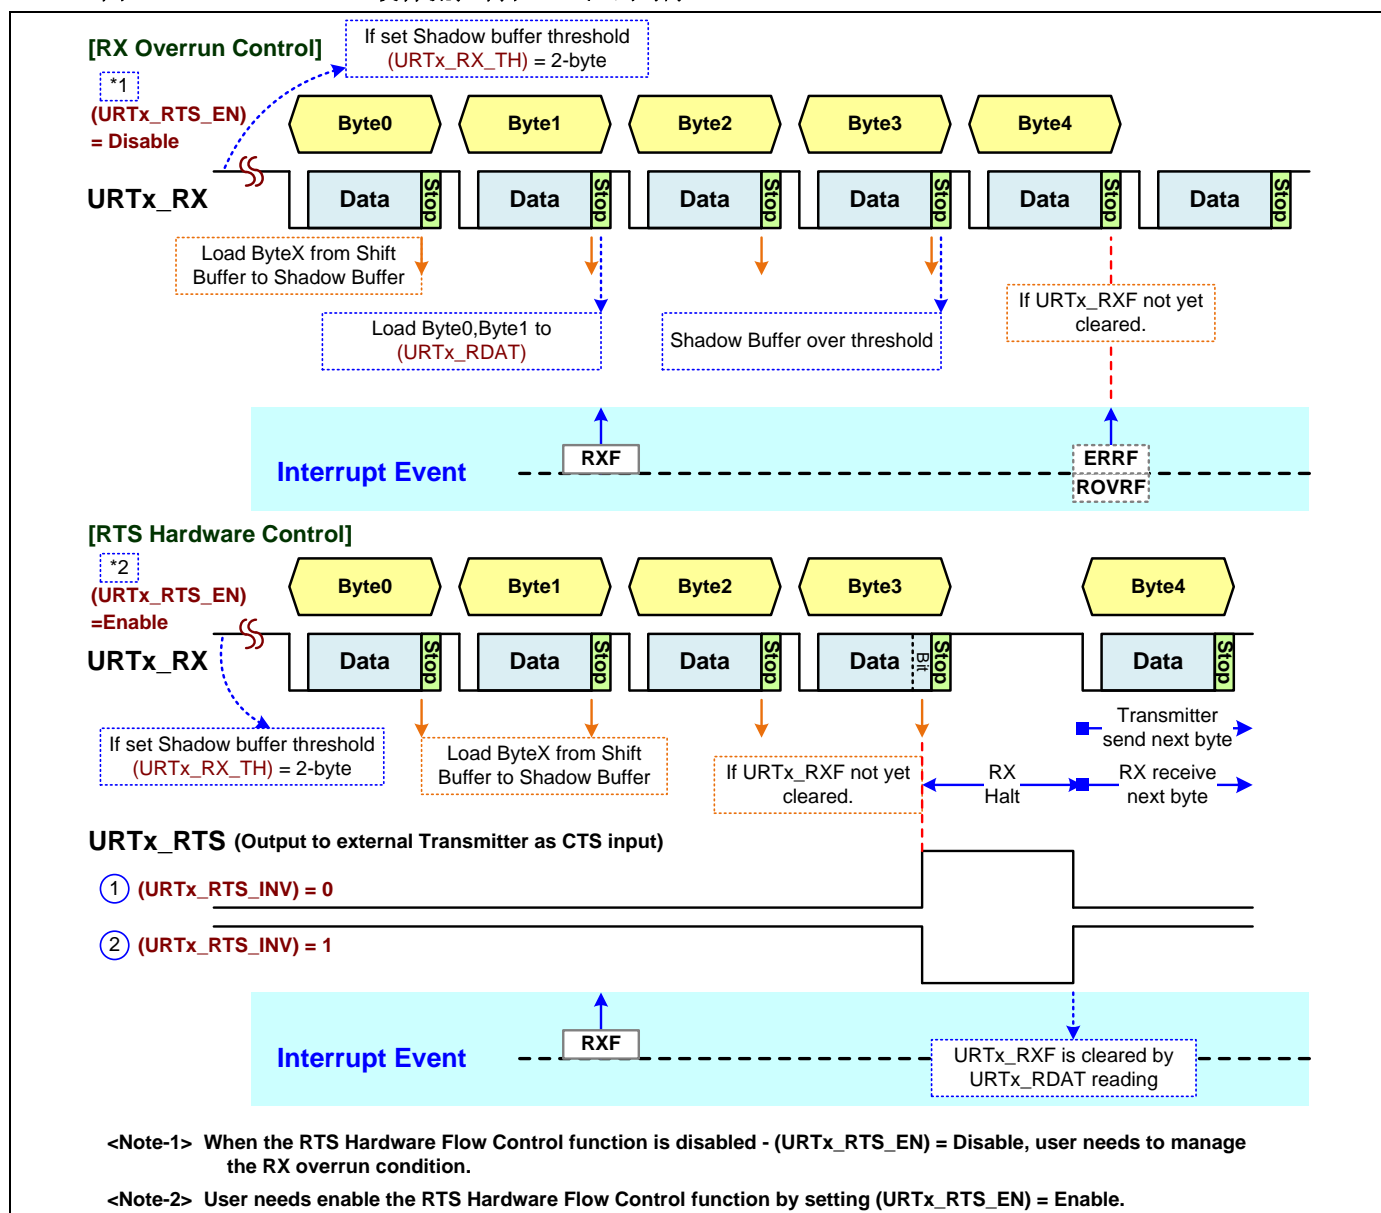 [RX Overrun Control]
If set Shadow buffer threshold
(URTx_RX_TH) = 2-byte
*1
(URTx_RTS_EN)
= Disable
Byte0
Byte1
Byte2
Byte3
Byte4
URTx_RX
Data
Stop
Data
Stop
Data
Stop
Data
Stop
Data
Stop
Data
Stop
Load ByteX from Shift
Buffer to Shadow Buffer
Load Byte0,Byte1 to
(URTx_RDAT)
Shadow Buffer over threshold
If URTx_RXF not yet
cleared.
Interrupt Event
RXF
ERRF
ROVRF
[RTS Hardware Control]
*2
(URTx_RTS_EN)
=Enable
Byte0
Byte1
Byte2
Byte3
Byte4
URTx_RX
Data
Stop
Data
Stop
Data
Stop
Data
Bit
Stop
Data
Stop
If set Shadow buffer threshold
(URTx_RX_TH) = 2-byte
Load ByteX from Shift
Buffer to Shadow Buffer
If URTx_RXF not yet
cleared.
RX
Halt
Transmitter
send next byte
RX receive
next byte
URTx_RTS (Output to external Transmitter as CTS input)
1 (URTx_RTS_INV) = 0
2 (URTx_RTS_INV) = 1
Interrupt Event
RXF
URTx_RXF is cleared by
URTx_RDAT reading
<Note-1> When the RTS Hardware Flow Control function is disabled - (URTx_RTS_EN) = Disable, user needs to manage
the RX overrun condition.
<Note-2> User needs enable the RTS Hardware Flow Control function by setting (URTx_RTS_EN) = Enable.